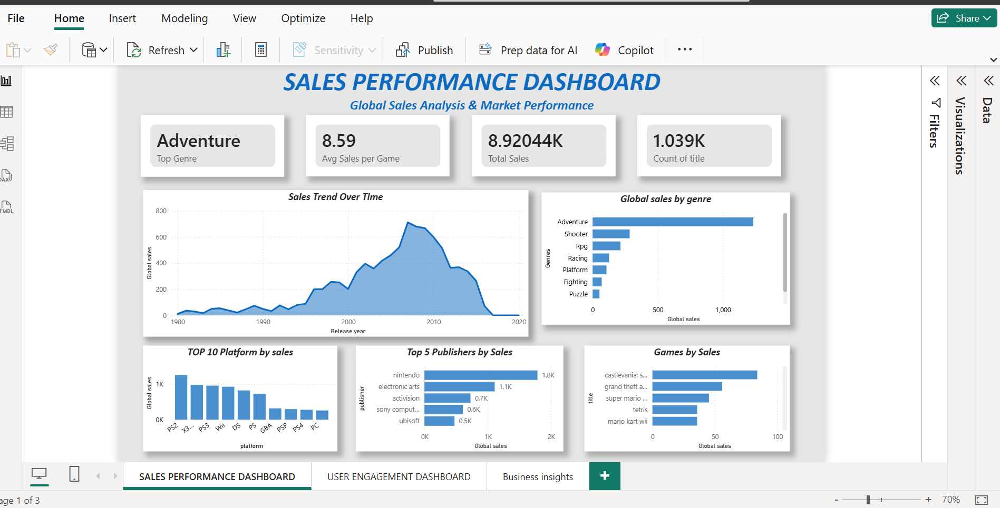 File Home Insert Modeling View Optimize Help Share
Refresh Sensitivity Publish Prep data for AI Copilot
SALES PERFORMANCE DASHBOARD
Global Sales Analysis & Market Performance
Adventure
Top Genre
8.59
Avg Sales per Game
8.92044K
Total Sales
1.039K
Count of title
Sales Trend Over Time
Global sales
800
600
400
200
0
1980 1990 2000 2010 2020
Release year
Global sales by genre
Genres
Adventure
Shooter
Rpg
Racing
Platform
Fighting
Puzzle
0 500 1,000
Global sales
TOP 10 Platform by sales
Global sales
1K
0K
PS2 X3... PS3 Wii DS PS GBA PSP PS4 PC
platform
Top 5 Publishers by Sales
publisher
nintendo 1.8K
electronic arts 1.1K
activision 0.7K
sony comput... 0.6K
ubisoft 0.5K
0K 1K 2K
Global sales
Games by Sales
title
castlevania: s...
grand theft a...
super mario ...
tetris
mario kart wii
0 50 100
Global sales
Filters
Visualizations
Data
DAX
TMDL
SALES PERFORMANCE DASHBOARD USER ENGAGEMENT DASHBOARD Business insights +
age 1 of 3
- + 70%